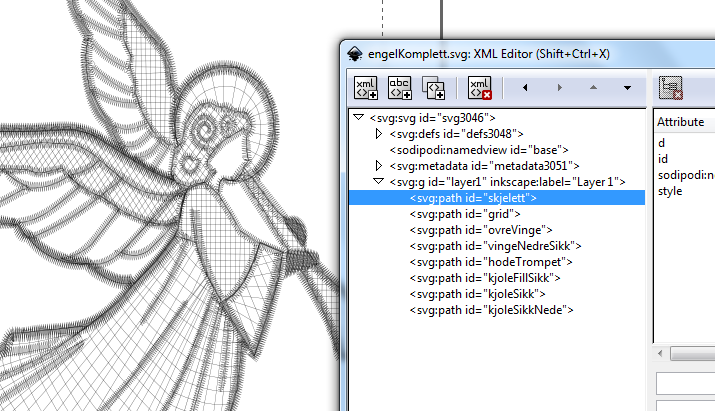 engelKomplett.svg: XML Editor (Shift+Ctrl+X)
xml
abc
xml
<svg:svg id="svg3046">
<svg:defs id="defs3048">
<sodipodi:namedview id="base">
<svg:metadata id="metadata3051">
<svg:g id="layer1" inkscape:label="Layer 1">
<svg:path id="skjelett">
<svg:path id="grid">
<svg:path id="ovreVinge">
<svg:path id="vingeNedreSikk">
<svg:path id="hodeTrompet">
<svg:path id="kjoleFillSikk">
<svg:path id="kjoleSikk">
<svg:path id="kjoleSikkNede">
Attribute
d
id
sodipodi:n
style